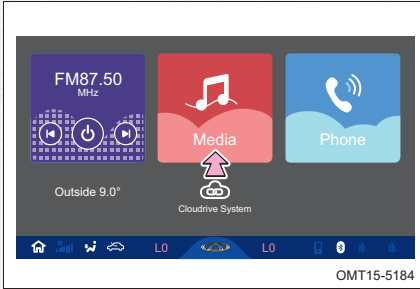 FM87.50
MHz
Media
Phone
Outside 9.0°
Cloudrive System
LO
LO
OMT15-5184